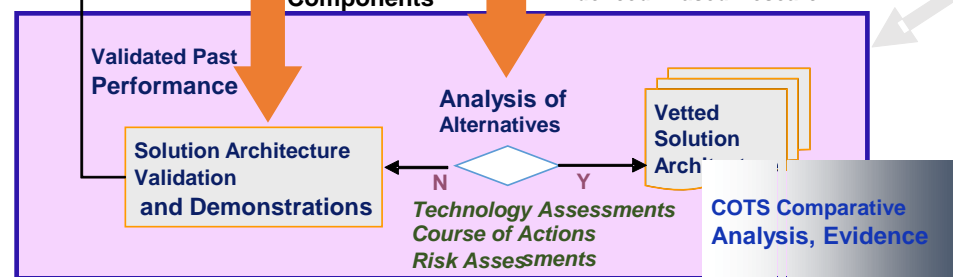 Components
Validated Past
Performance
Analysis of
Alternatives
Vetted
Solution
Solution Architecture
Validation
and Demonstrations
N
Y
Technology Assessments
Course of Actions
Risk Assessments
COTS Comparative
Analysis, Evidence